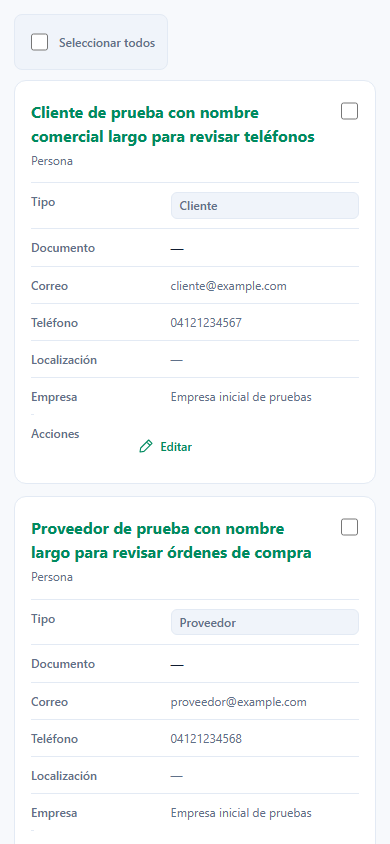 Seleccionar todos
Cliente de prueba con nombre
comercial largo para revisar teléfonos
Persona
Tipo Cliente
Documento —
Correo cliente@example.com
Teléfono 04121234567
Localización —
Empresa Empresa inicial de pruebas
Acciones Editar
Proveedor de prueba con nombre
largo para revisar órdenes de compra
Persona
Tipo Proveedor
Documento —
Correo proveedor@example.com
Teléfono 04121234568
Localización —
Empresa Empresa inicial de pruebas